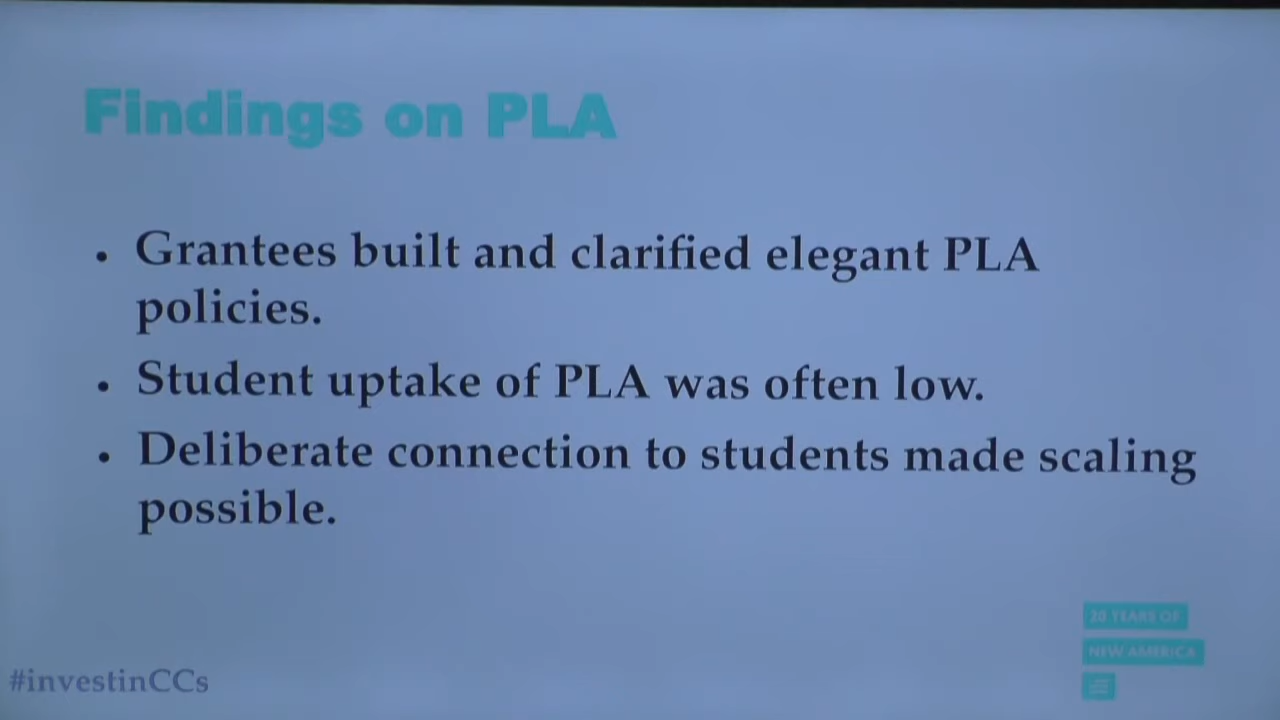 Findings on PLA
• Grantees built and clarified elegant PLA
policies.
• Student uptake of PLA was often low.
• Deliberate connection to students made scaling
possible.
20 YEARS OF
NEW AMERICA
#investinCCs